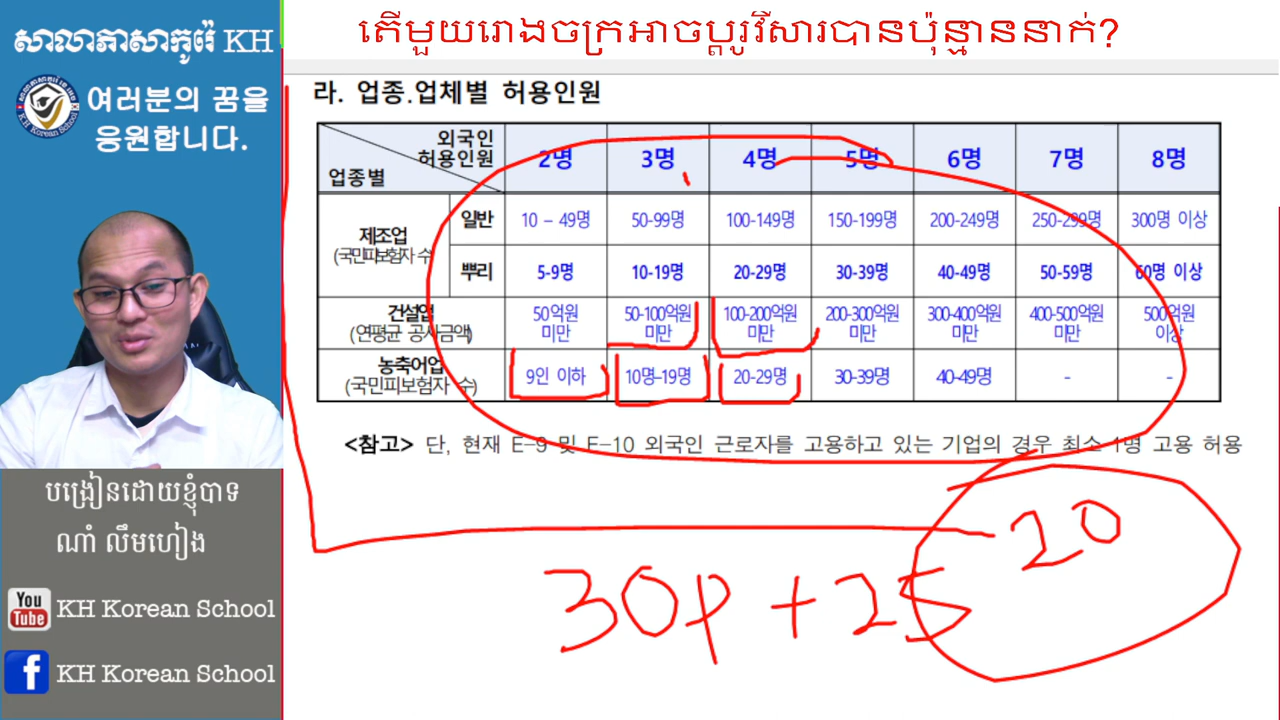 សាលាភាសាកូរ៉េ KH
여러분의 꿈을
응원합니다.
KH Korean School
តើមួយរោងចក្រអាចប្តូរវីសារបានប៉ុន្មាននាក់?
라. 업종.업체별 허용인원
외국인
허용인원
업종별
2명 3명 4명 5명 6명 7명 8명
제조업
(국민피보험자 수)
일반 10 – 49명 50-99명 100-149명 150-199명 200-249명 250-299명 300명 이상
뿌리 5-9명 10-19명 20-29명 30-39명 40-49명 50-59명 60명 이상
건설업
(연평균 공사금액)
50억원 미만 50-100억원 미만 100-200억원 미만 200-300억원 미만 300-400억원 미만 400-500억원 미만 500억원 이상
농축어업
(국민피보험자 수)
9인 이하 10명-19명 20-29명 30-39명 40-49명 - -
<참고> 단, 현재 E-9 및 E-10 외국인 근로자를 고용하고 있는 기업의 경우 최소 1명 고용 허용
20
30p + 25
បង្រៀនដោយខ្ញុំបាទ
ណាំ លឹមហៀង
You
Tube
KH Korean School
f
KH Korean School